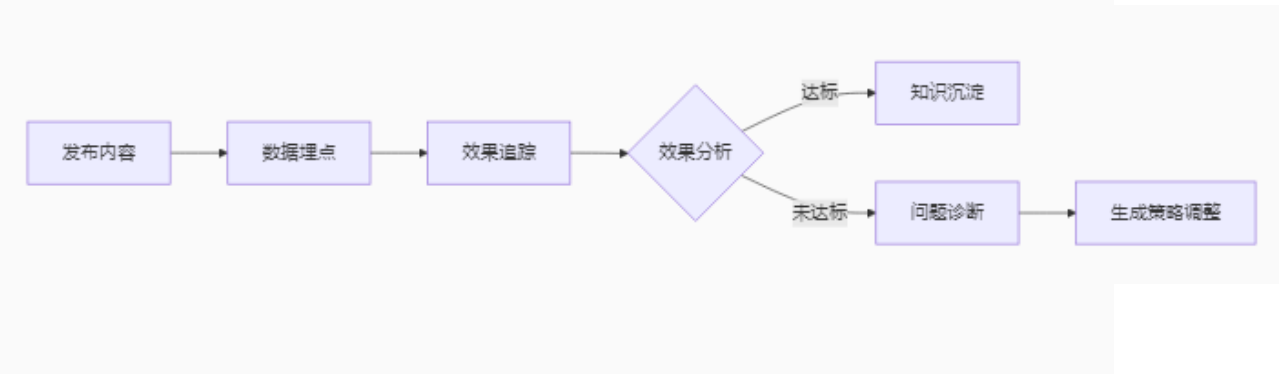 发布内容
数据埋点
效果追踪
效果分析
达标
知识沉淀
未达标
问题诊断
生成策略调整